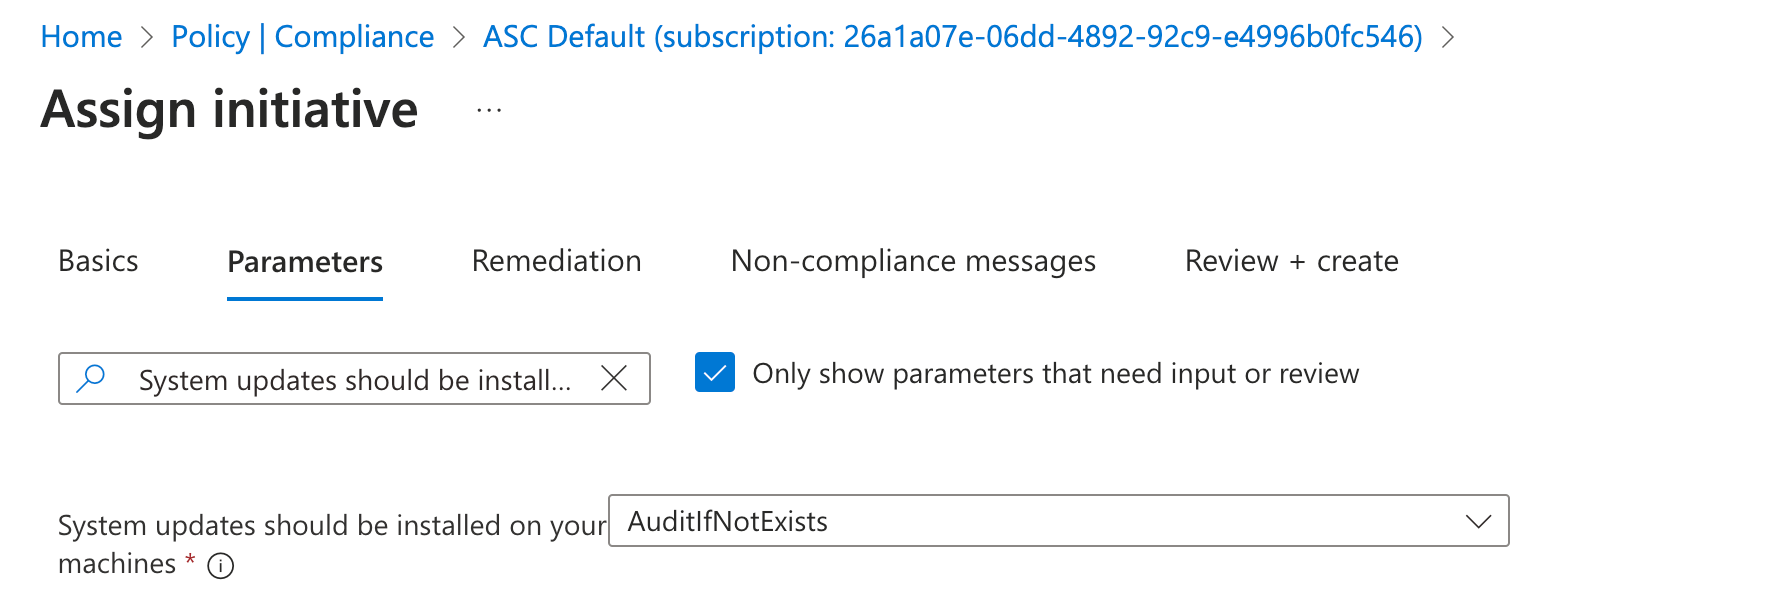 Home > Policy | Compliance > ASC Default (subscription: 26a1a07e-06dd-4892-92c9-e4996b0fc546) >
Assign initiative ...
Basics Parameters Remediation Non-compliance messages Review + create
System updates should be install... Only show parameters that need input or review
System updates should be installed on your AuditIfNotExists
machines *